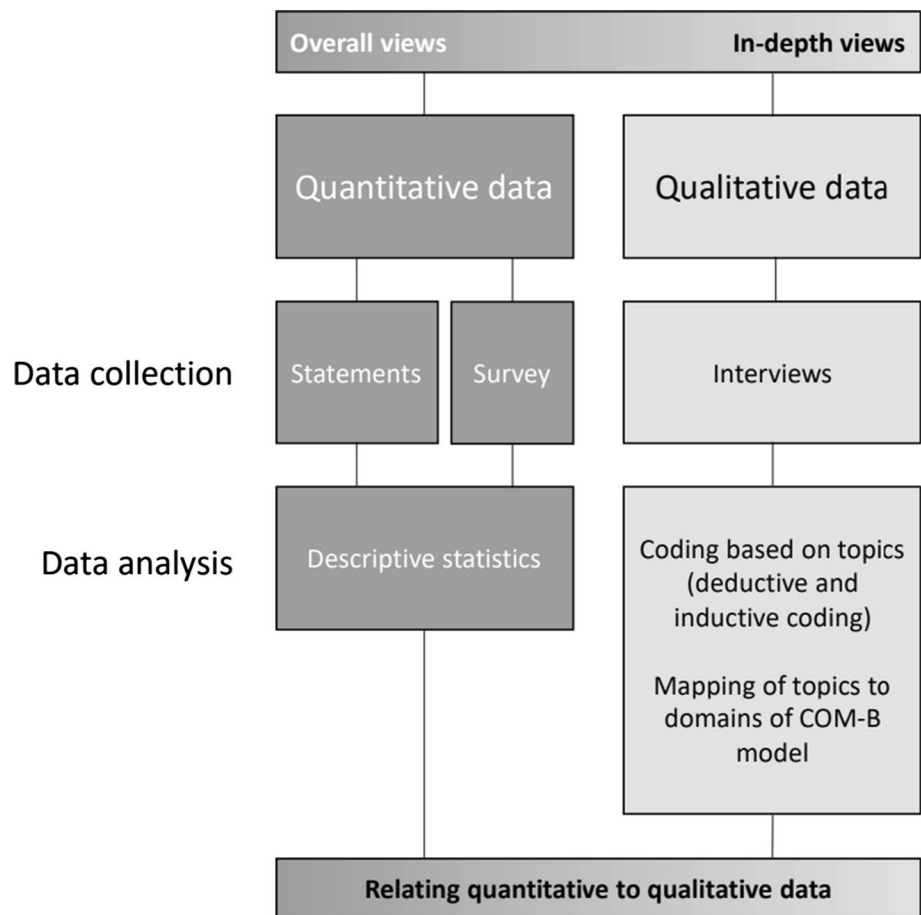 Overall views
In-depth views
Quantitative data
Qualitative data
Data collection
Statements
Survey
Interviews
Data analysis
Descriptive statistics
Coding based on topics
(deductive and
inductive coding)
Mapping of topics to
domains of COM-B
model
Relating quantitative to qualitative data